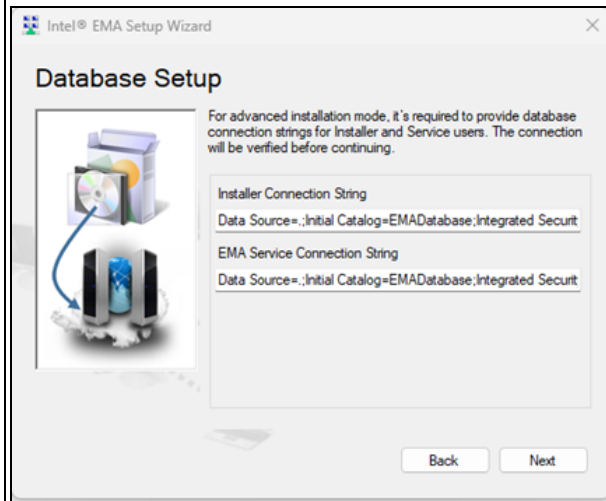 Intel® EMA Setup Wizard
Database Setup
For advanced installation mode, it's required to provide database
connection strings for Installer and Service users. The connection
will be verified before continuing.
Installer Connection String
Data Source=.;Initial Catalog=EMADatabase;Integrated Securit
EMA Service Connection String
Data Source=.;Initial Catalog=EMADatabase;Integrated Securit
Back Next